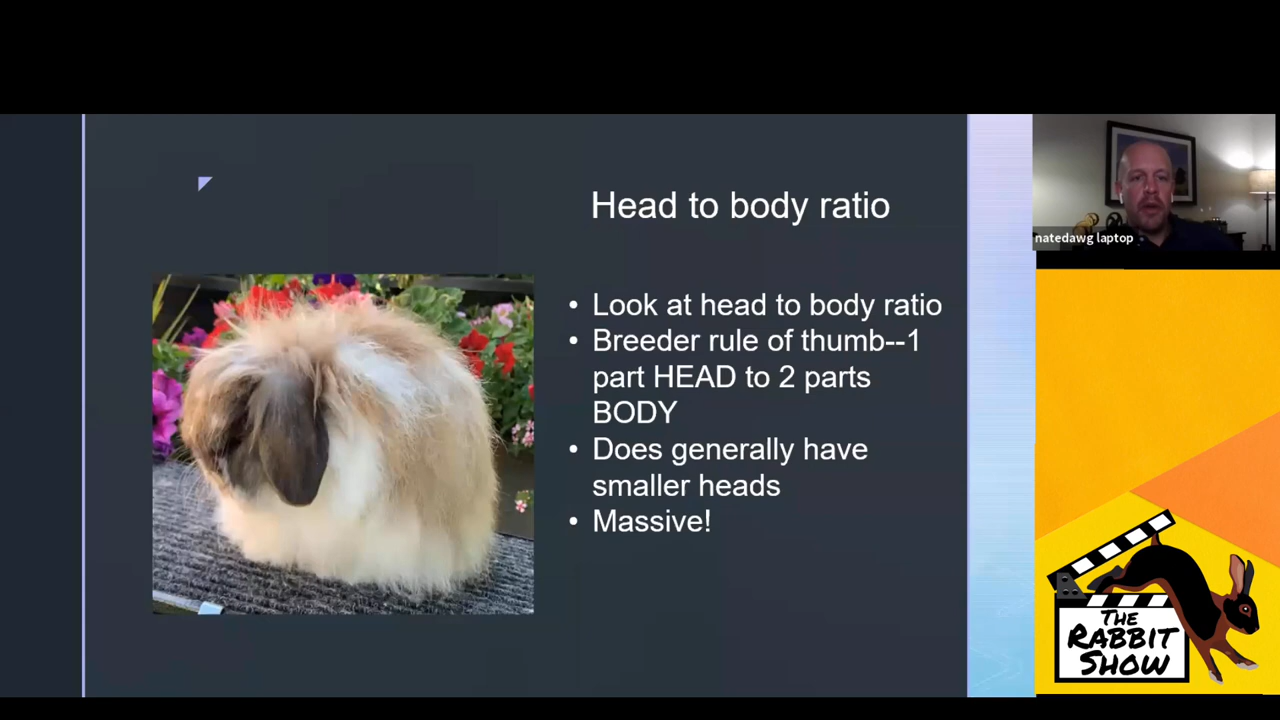 Head to body ratio
• Look at head to body ratio
• Breeder rule of thumb--1
part HEAD to 2 parts
BODY
• Does generally have
smaller heads
• Massive!
natedawg laptop
THE
RABBIT
SHOW